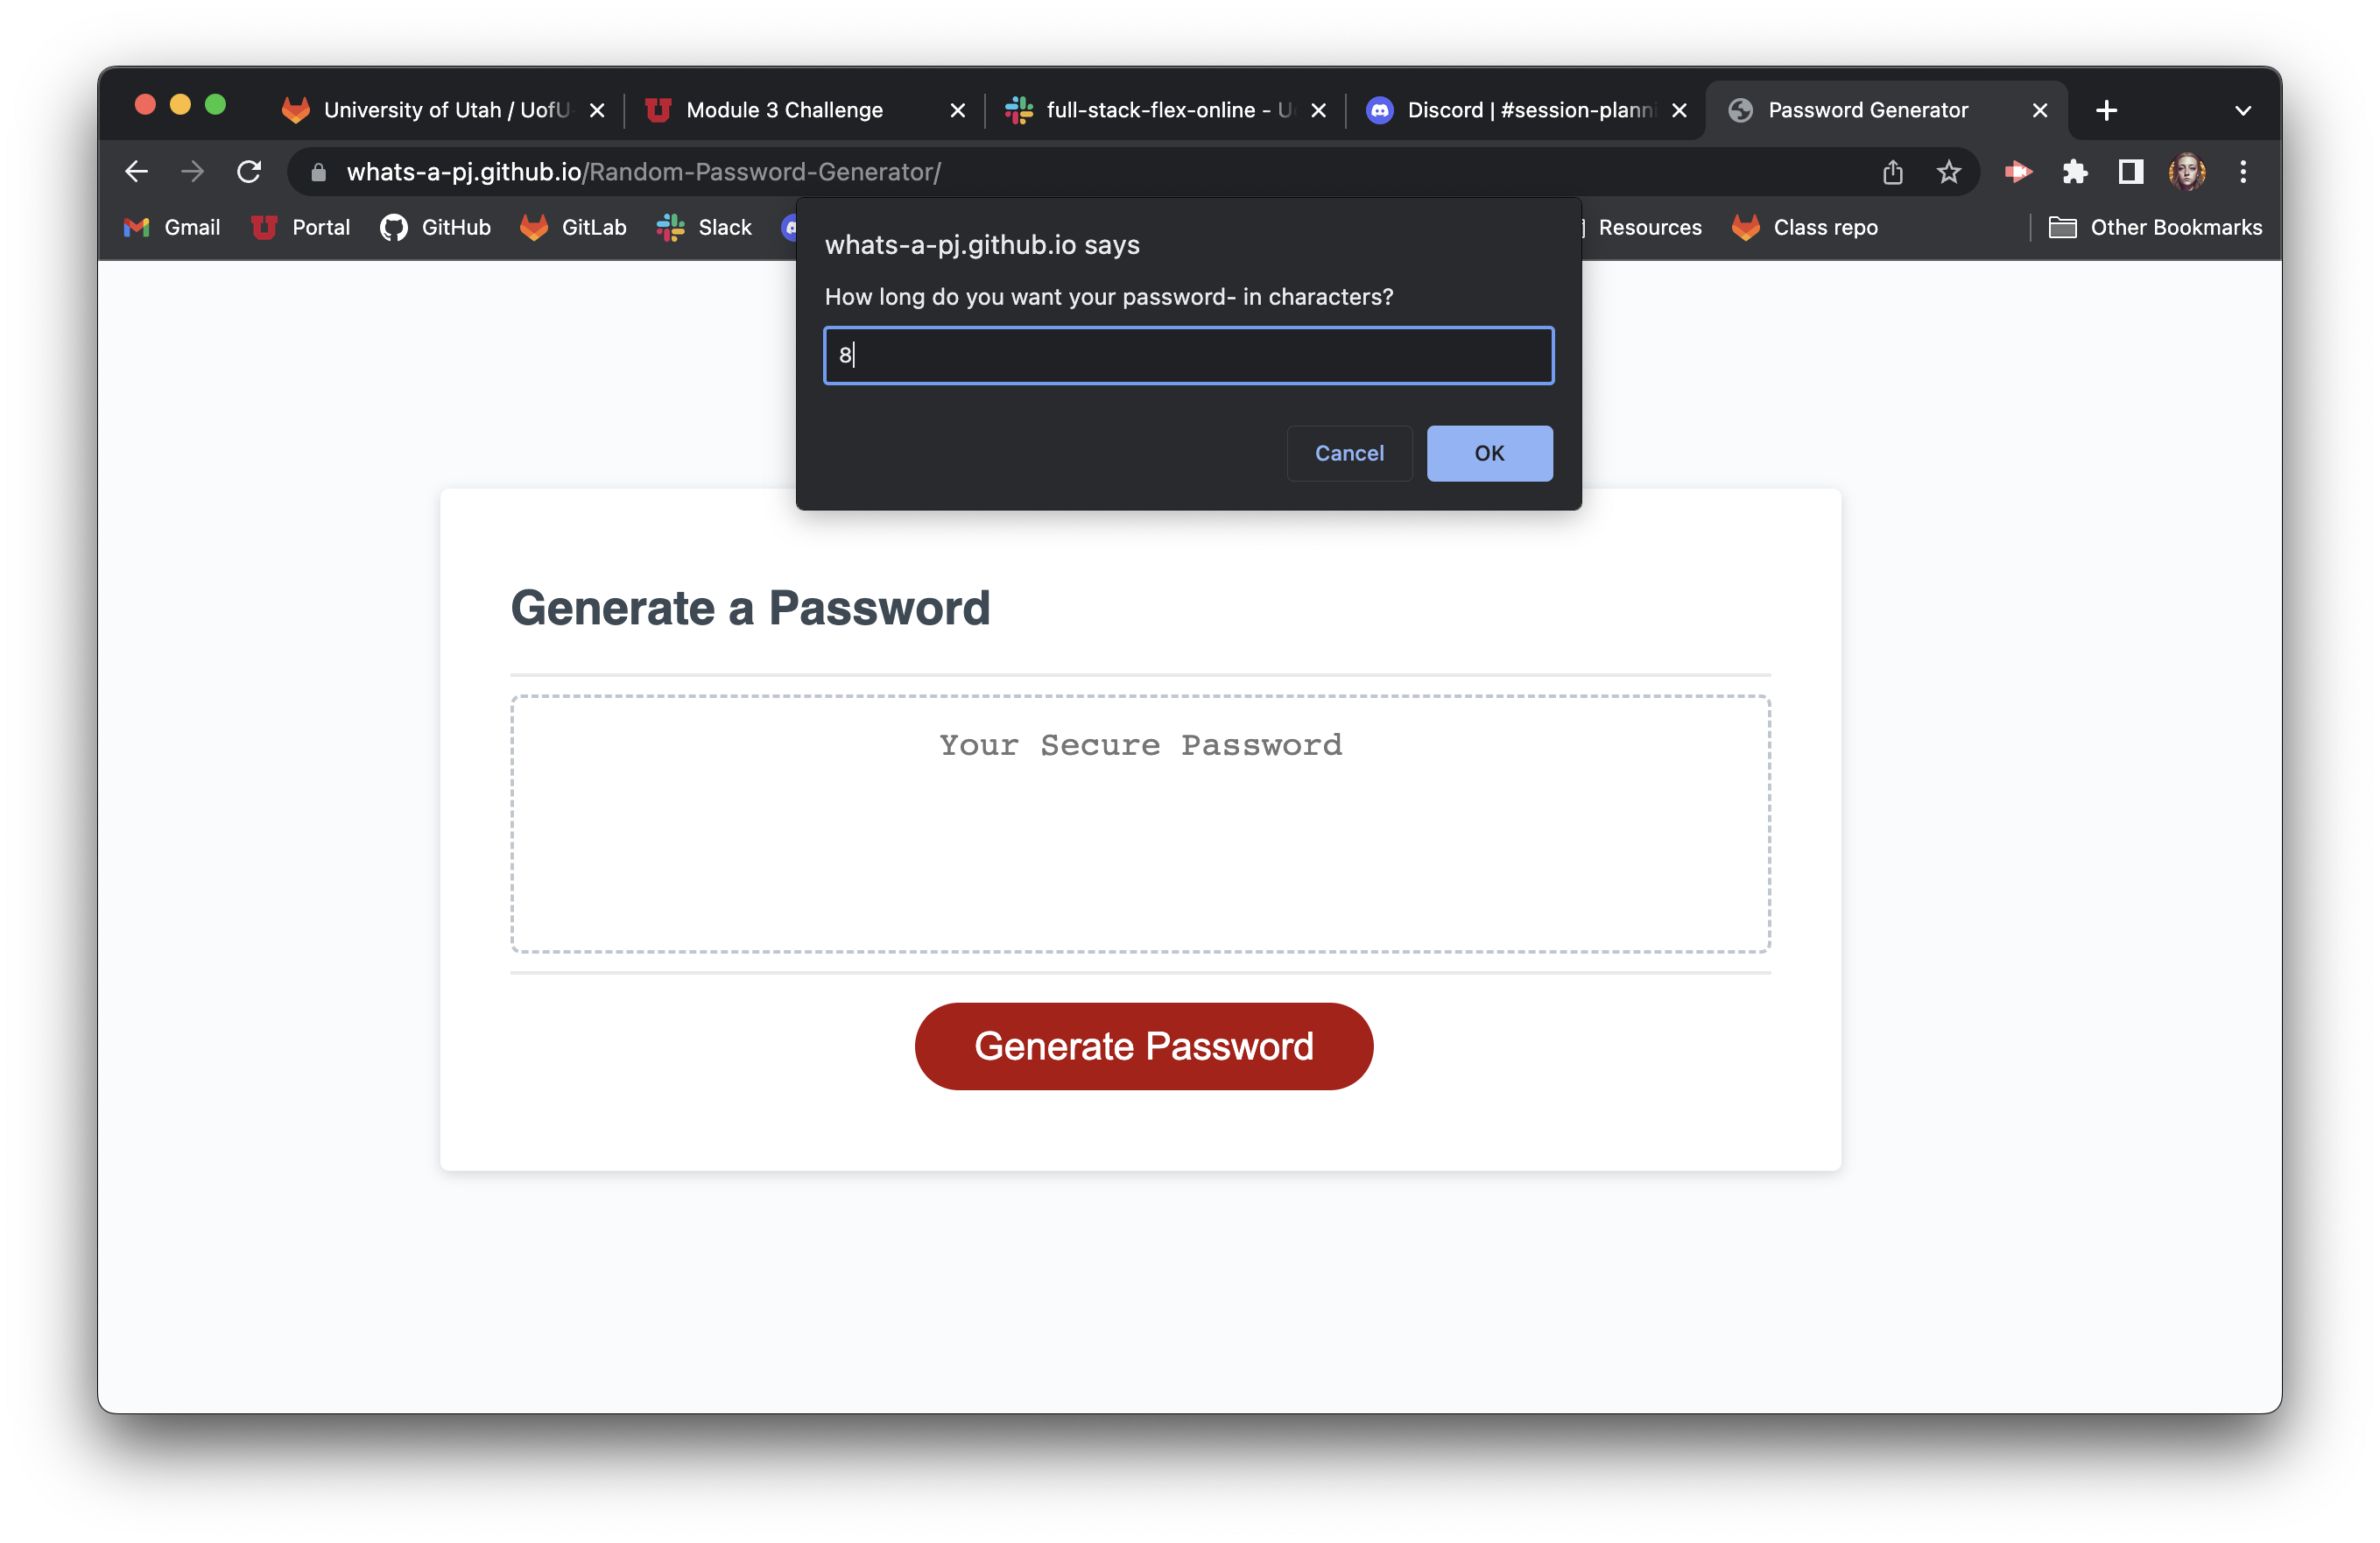 University of Utah / UofU
Module 3 Challenge
full-stack-flex-online - U
Discord | #session-plann
Password Generator
whats-a-pj.github.io/Random-Password-Generator/
Gmail
Portal
GitHub
GitLab
Slack
Resources
Class repo
Other Bookmarks
whats-a-pj.github.io says
How long do you want your password- in characters?
8
Cancel
OK
Generate a Password
Your Secure Password
Generate Password